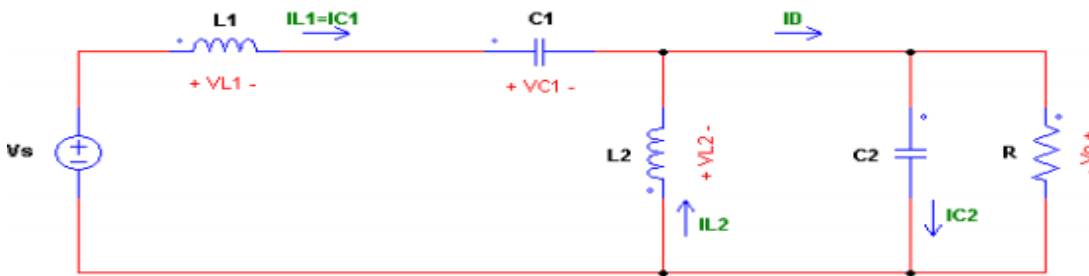 L1
IL1=IC1
C1
ID
+ VL1 -
+ VC1 -
Vs
L2
+ VL2 -
C2
R
IL2
IC2